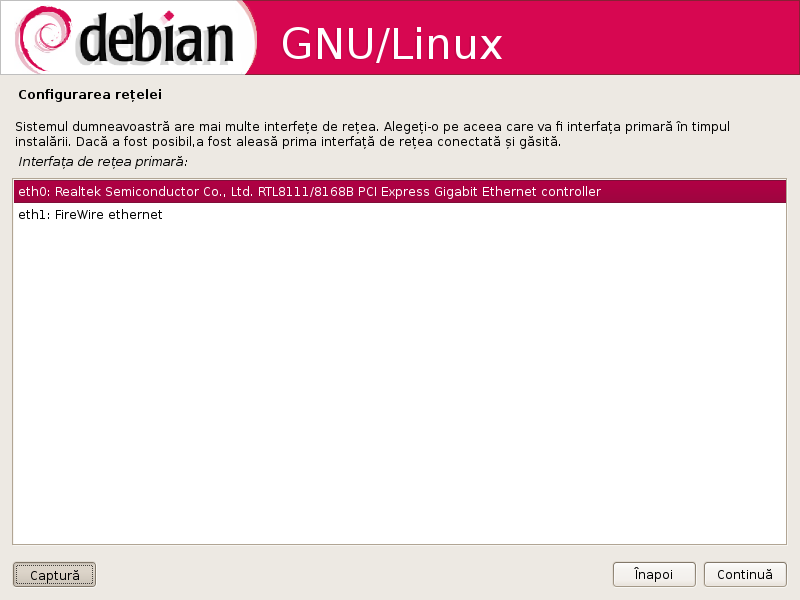 debian GNU/Linux
Configurarea rețelei
Sistemul dumneavoastră are mai multe interfețe de rețea. Alegeți-o pe aceea care va fi interfața primară în timpul
instalării. Dacă a fost posibil,a fost aleasă prima interfață de rețea conectată și găsită.
Interfața de rețea primară:
eth0: Realtek Semiconductor Co., Ltd. RTL8111/8168B PCI Express Gigabit Ethernet controller
eth1: FireWire ethernet
Captură Înapoi Continuă